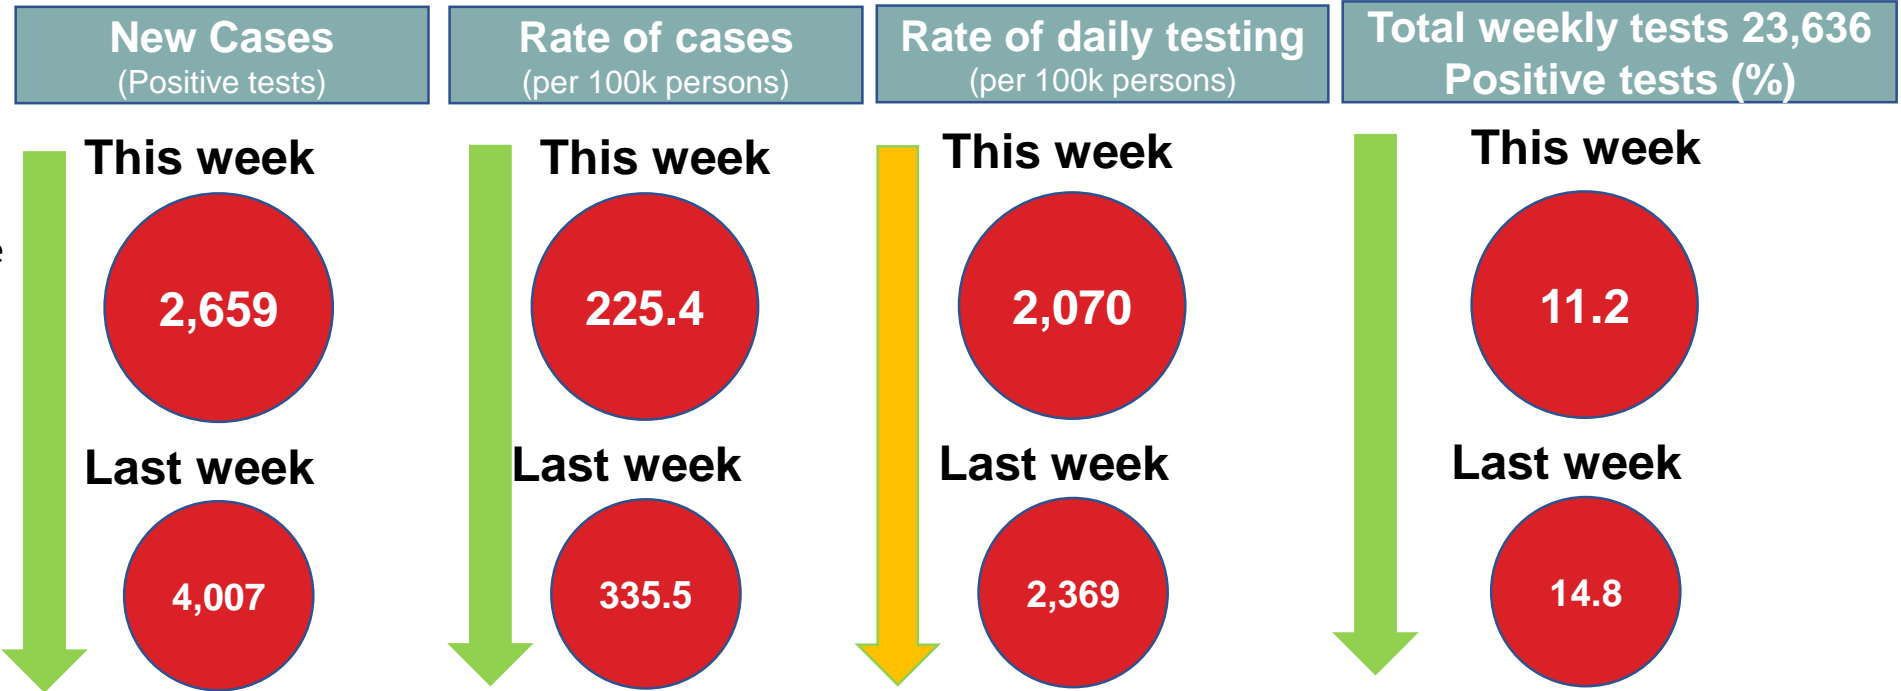 New Cases
(Positive tests)
This week
2,659
Last week
4,007
Rate of cases
(per 100k persons)
This week
225.4
Last week
335.5
Rate of daily testing
(per 100k persons)
This week
2,070
Last week
2,369
Total weekly tests 23,636
Positive tests (%)
This week
11.2
Last week
14.8